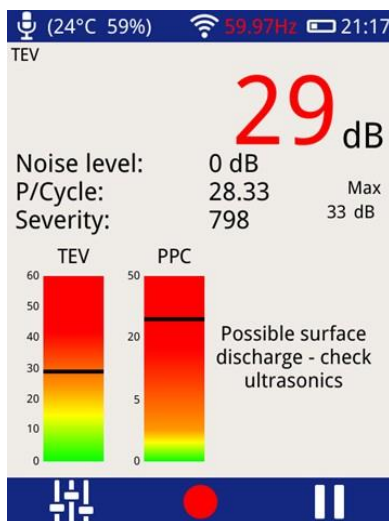 (24°C 59%) 59.97Hz 21:17
TEV
29 dB
Noise level: 0 dB
P/Cycle: 28.33 Max
Severity: 798 33 dB
TEV PPC
60 50
50
40 20
30
20 5
10
0 0
Possible surface
discharge - check
ultrasonics